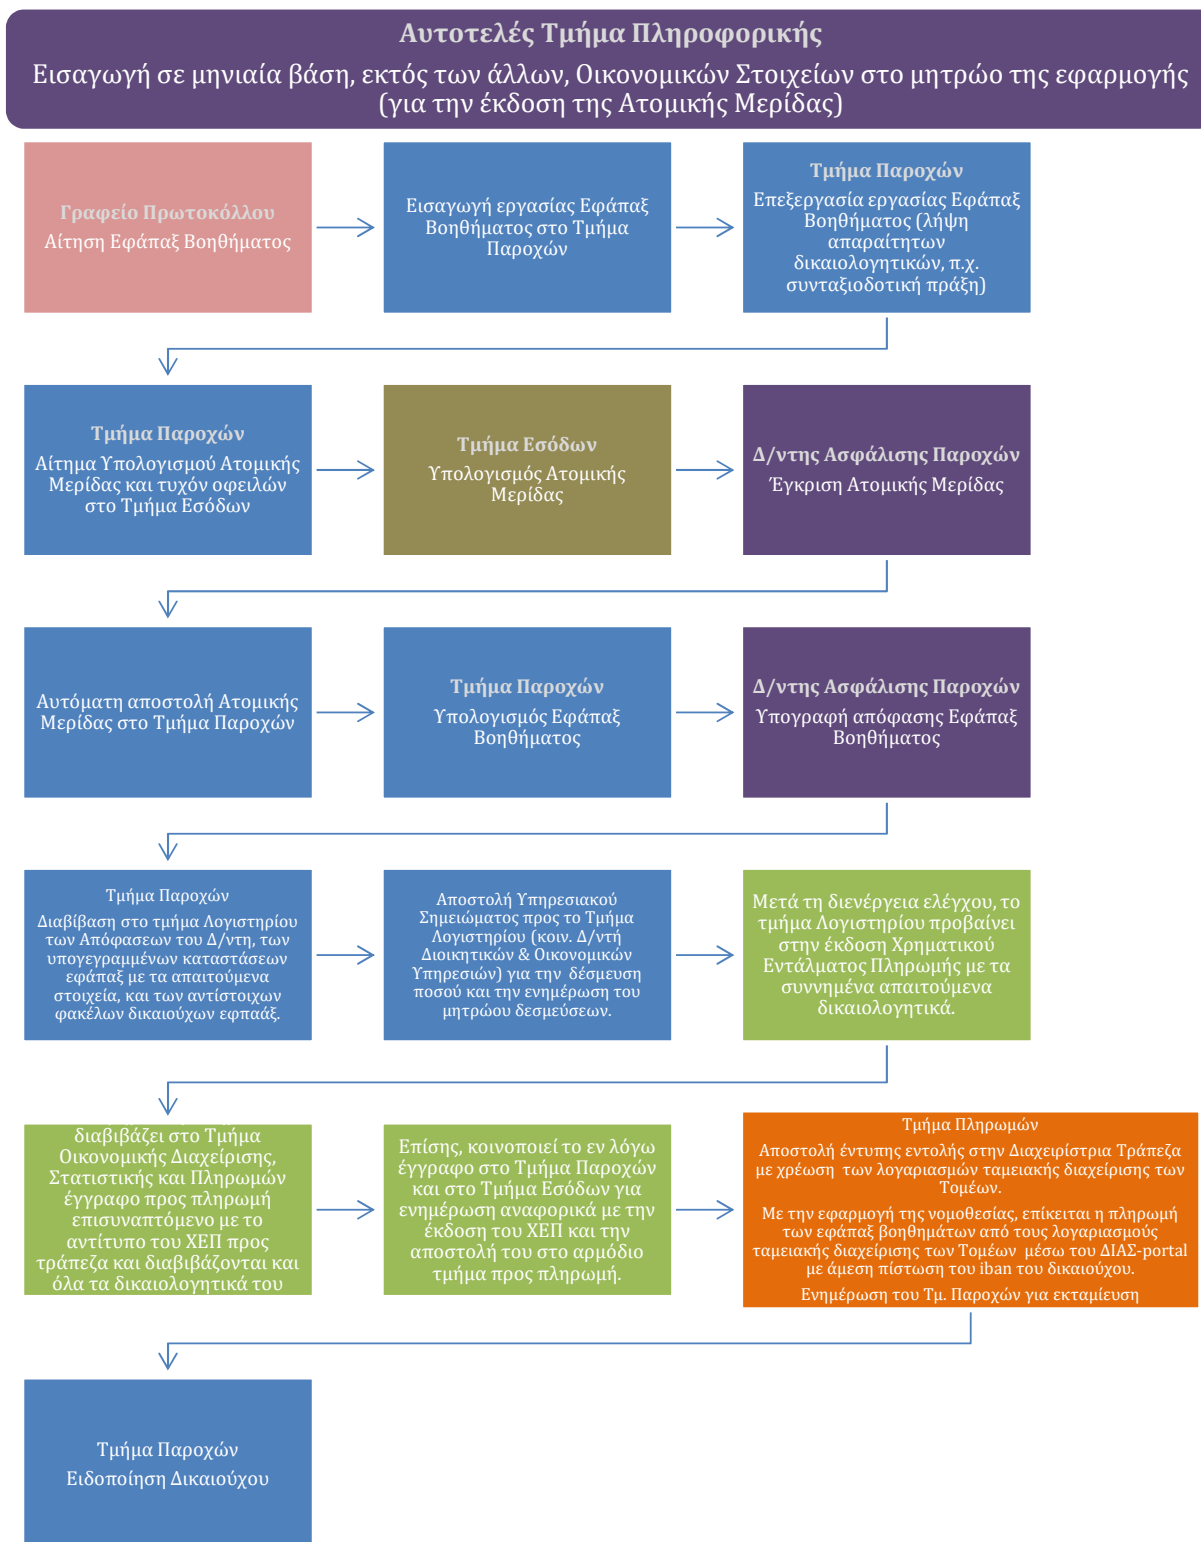 Αυτοτελές Τμήμα Πληροφορικής
Εισαγωγή σε μηνιαία βάση, εκτός των άλλων, Οικονομικών Στοιχείων στο μητρώο της εφαρμογής
(για την έκδοση της Ατομικής Μερίδας)
Γραφείο Πρωτοκόλλου
Αίτηση Εφάπαξ Βοηθήματος
Εισαγωγή εργασίας Εφάπαξ
Βοηθήματος στο Τμήμα
Παροχών
Τμήμα Παροχών
Επεξεργασία εργασίας Εφάπαξ
Βοηθήματος (λήψη
απαραίτητων
δικαιολογητικών, π.χ.
συνταξιοδοτική πράξη)
Τμήμα Παροχών
Αίτημα Υπολογισμού Ατομικής
Μερίδας και τυχόν οφειλών
στο Τμήμα Εσόδων
Τμήμα Εσόδων
Υπολογισμός Ατομικής
Μερίδας
Δ/ντης Ασφάλισης Παροχών
Έγκριση Ατομικής Μερίδας
Αυτόματη αποστολή Ατομικής
Μερίδας στο Τμήμα Παροχών
Τμήμα Παροχών
Υπολογισμός Εφάπαξ
Βοηθήματος
Δ/ντης Ασφάλισης Παροχών
Υπογραφή απόφασης Εφάπαξ
Βοηθήματος
Τμήμα Παροχών
Διαβίβαση στο τμήμα Λογιστηρίου
των Απόφασεων του Δ/ντη, των
υπογεγραμμένων καταστάσεων
εφάπαξ με τα απαιτούμενα
στοιχεία, και των αντίστοιχων
φακέλων δικαιούχων εφπαάξ.
Αποστολή Υπηρεσιακού
Σημειώματος προς το Τμήμα
Λογιστηρίου (κοιν. Δ/ντή
Διοικητικών & Οικονομικών
Υπηρεσιών) για την δέσμευση
ποσού και την ενημέρωση του
μητρώου δεσμεύσεων.
Μετά τη διενέργεια ελέγχου, το
τμήμα Λογιστηρίου προβαίνει
στην έκδοση Χρηματικού
Εντάλματος Πληρωμής με τα
συννημένα απαιτούμενα
δικαιολογητικά.
διαβιβάζει στο Τμήμα
Οικονομικής Διαχείρισης,
Στατιστικής και Πληρωμών
έγγραφο προς πληρωμή
επισυναπτόμενο με το
αντίτυπο του ΧΕΠ προς
τράπεζα και διαβιβάζονται και
όλα τα δικαιολογητικά του
Επίσης, κοινοποιεί το εν λόγω
έγγραφο στο Τμήμα Παροχών
και στο Τμήμα Εσόδων για
ενημέρωση αναφορικά με την
έκδοση του ΧΕΠ και την
αποστολή του στο αρμόδιο
τμήμα προς πληρωμή.
Τμήμα Πληρωμών
Αποστολή έντυπης εντολής στην Διαχειρίστρια Τράπεζα
με χρέωση των λογαριασμών ταμειακής διαχείρισης των
Τομέων.
Με την εφαρμογή της νομοθεσίας, επίκειται η πληρωμή
των εφάπαξ βοηθημάτων από τους λογαριασμούς
ταμειακής διαχείρισης των Τομέων μέσω του ΔΙΑΣ-portal
με άμεση πίστωση του iban του δικαιούχου.
Ενημέρωση του Τμ. Παροχών για εκταμίευση
Τμήμα Παροχών
Ειδοποίηση Δικαιούχου